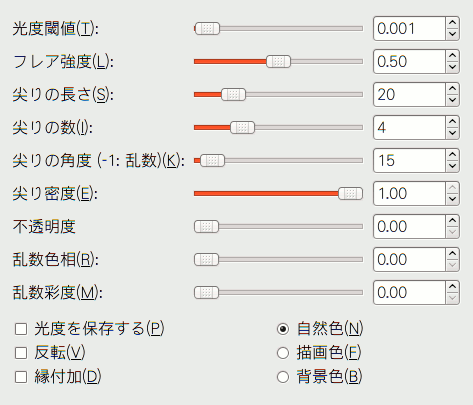 光度閾値(T): 0.001
フレア強度(L): 0.50
尖りの長さ(S): 20
尖りの数(I): 4
尖りの角度 (-1: 乱数)(K): 15
尖り密度(E): 1.00
不透明度 0.00
乱数色相(R): 0.00
乱数彩度(M): 0.00
光度を保存する(P) 自然色(N)
反転(V) 描画色(F)
縁付加(D) 背景色(B)